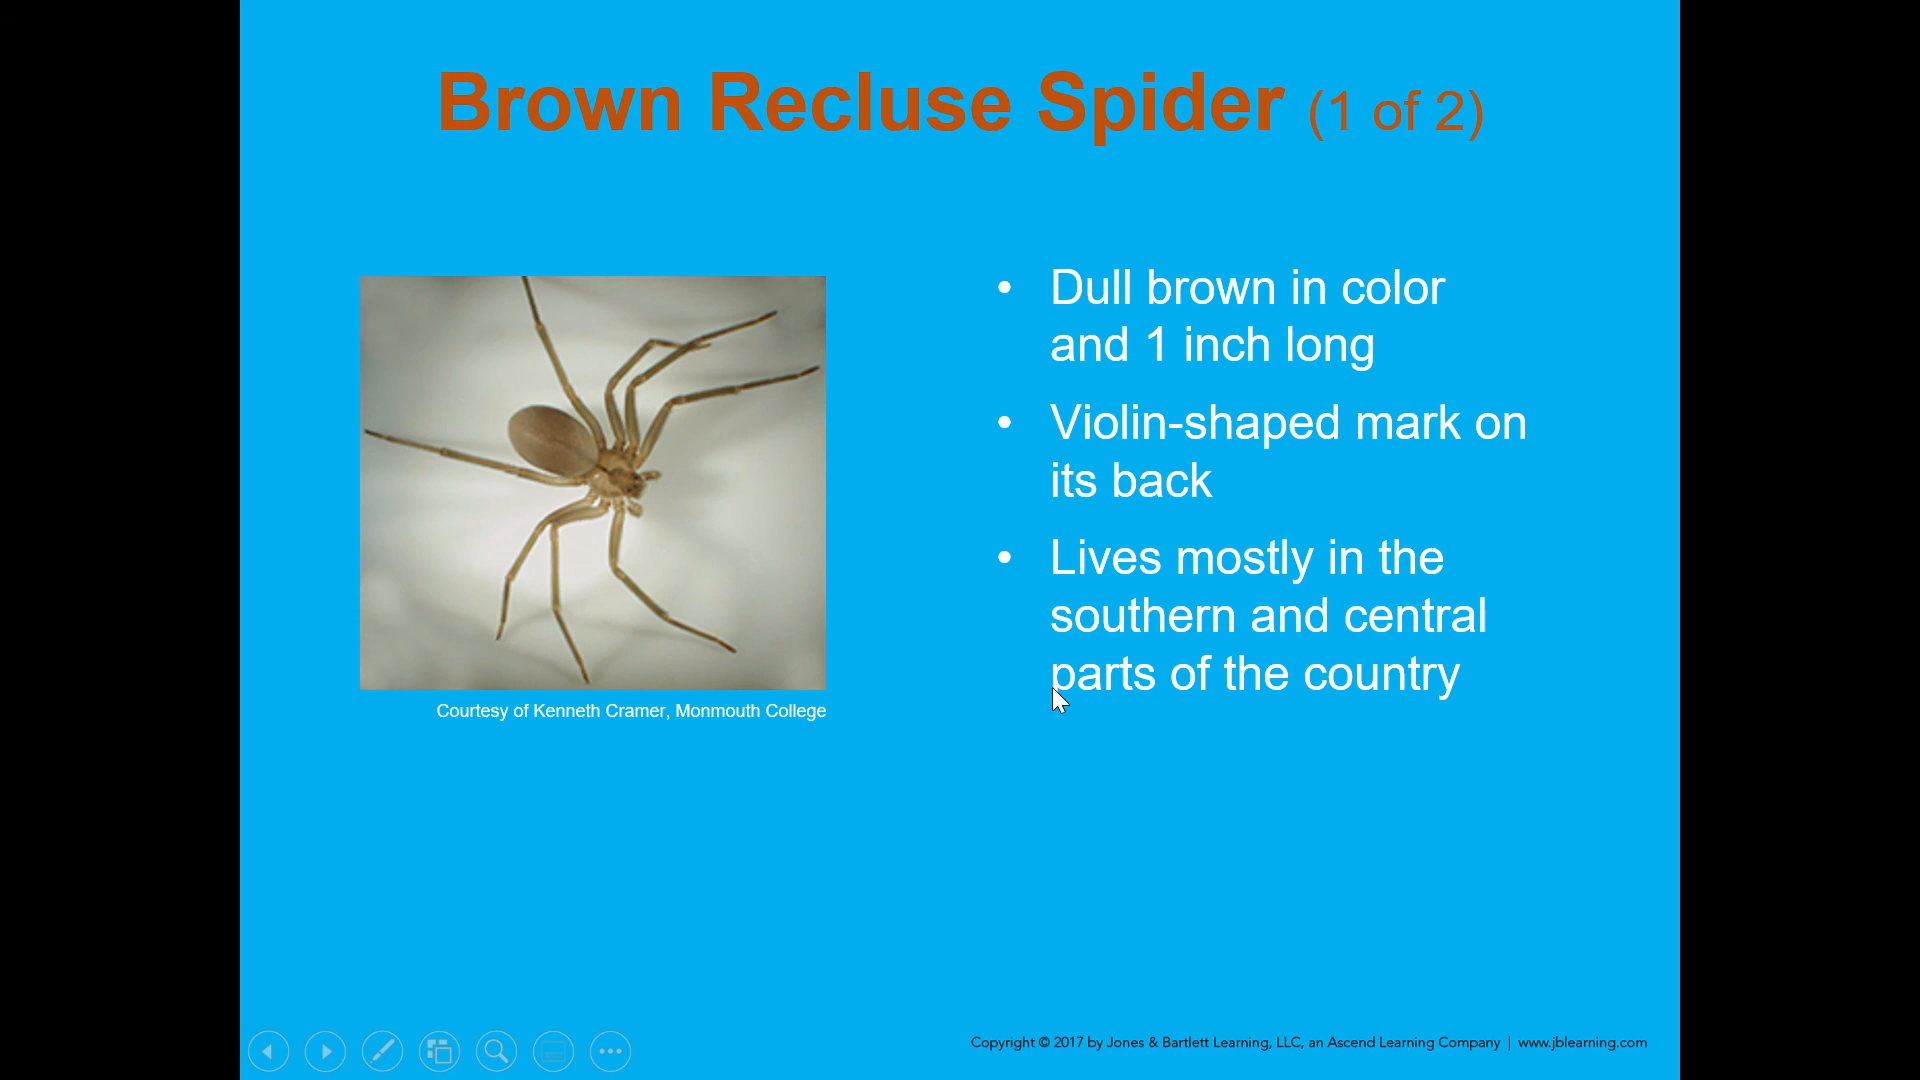 Brown Recluse Spider (1 of 2)
• Dull brown in color
and 1 inch long
• Violin-shaped mark on
its back
• Lives mostly in the
southern and central
parts of the country
Courtesy of Kenneth Cramer, Monmouth College
Copyright © 2017 by Jones & Bartlett Learning, LLC, an Ascend Learning Company | www.jblearning.com